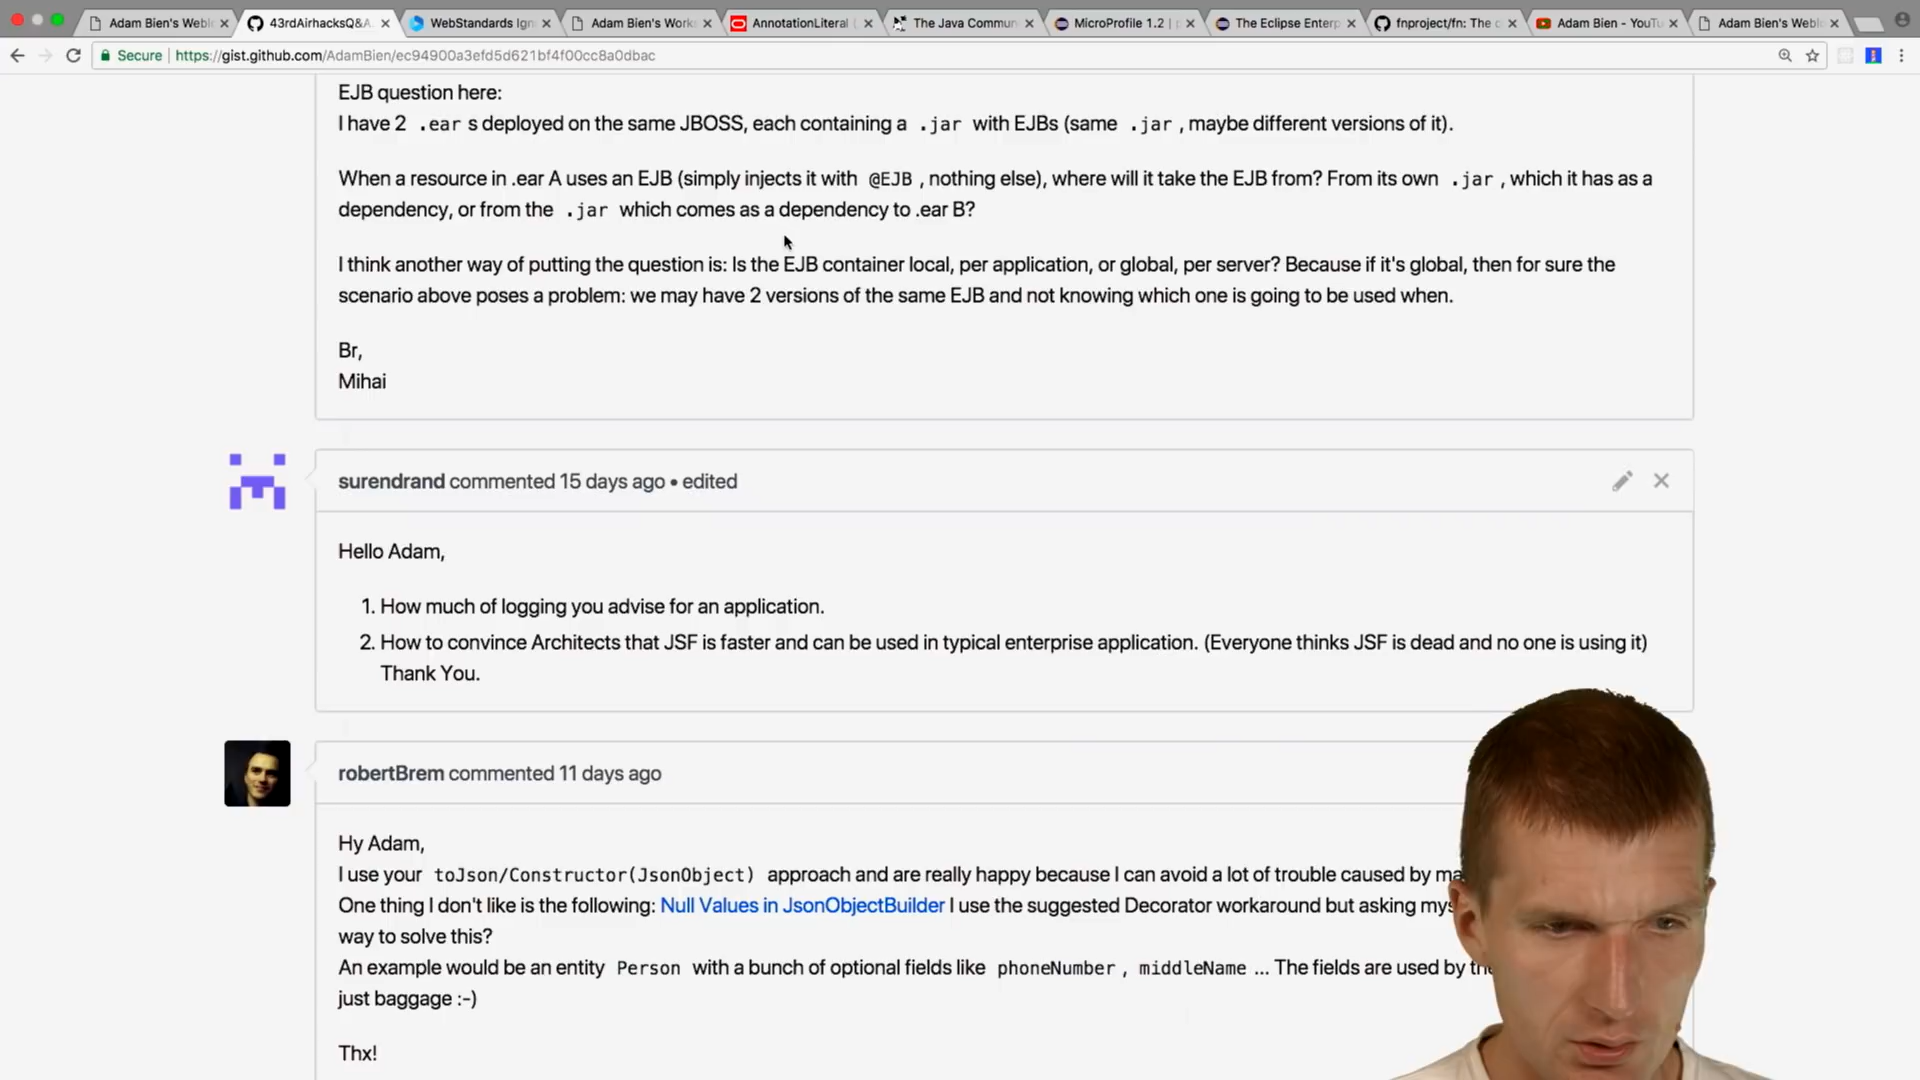 Adam Bien's Weblo
43rdAirhacksQ&A.
WebStandards Igni
Adam Bien's Work
AnnotationLiteral
The Java Commun
MicroProfile 1.2 | p
The Eclipse Enterp
fnproject/fn: The c
Adam Bien - YouTu
Adam Bien's Weblo
Secure | https://gist.github.com/AdamBien/ec94900a3efd5d621bf4f00cc8a0dbac
EJB question here:
I have 2 .ear s deployed on the same JBOSS, each containing a .jar with EJBs (same .jar , maybe different versions of it).
When a resource in .ear A uses an EJB (simply injects it with @EJB , nothing else), where will it take the EJB from? From its own .jar , which it has as a
dependency, or from the .jar which comes as a dependency to .ear B?
I think another way of putting the question is: Is the EJB container local, per application, or global, per server? Because if it's global, then for sure the
scenario above poses a problem: we may have 2 versions of the same EJB and not knowing which one is going to be used when.
Br,
Mihai
surendrand commented 15 days ago • edited
Hello Adam,
1. How much of logging you advise for an application.
2. How to convince Architects that JSF is faster and can be used in typical enterprise application. (Everyone thinks JSF is dead and no one is using it)
Thank You.
robertBrem commented 11 days ago
Hy Adam,
I use your toJson/Constructor(JsonObject) approach and are really happy because I can avoid a lot of trouble caused by ma
One thing I don't like is the following: Null Values in JsonObjectBuilder I use the suggested Decorator workaround but asking mys
way to solve this?
An example would be an entity Person with a bunch of optional fields like phoneNumber , middleName ... The fields are used by th
just baggage :-)
Thx!